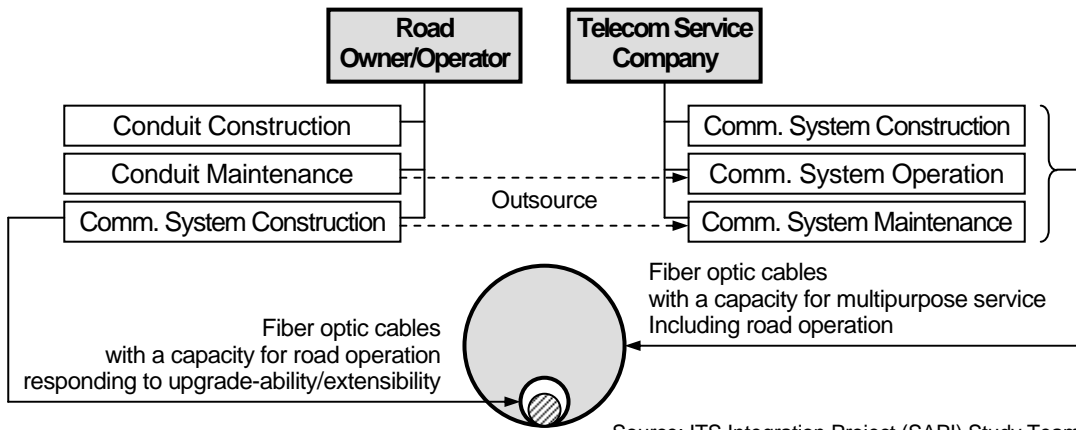 Road
Owner/Operator
Telecom Service
Company
Conduit Construction
Conduit Maintenance
Comm. System Construction
Outsource
Comm. System Construction
Comm. System Operation
Comm. System Maintenance
Fiber optic cables
with a capacity for multipurpose service
Including road operation
Fiber optic cables
with a capacity for road operation
responding to upgrade-ability/extensibility
Source: ITS Integration Project (SAPI) Study Team